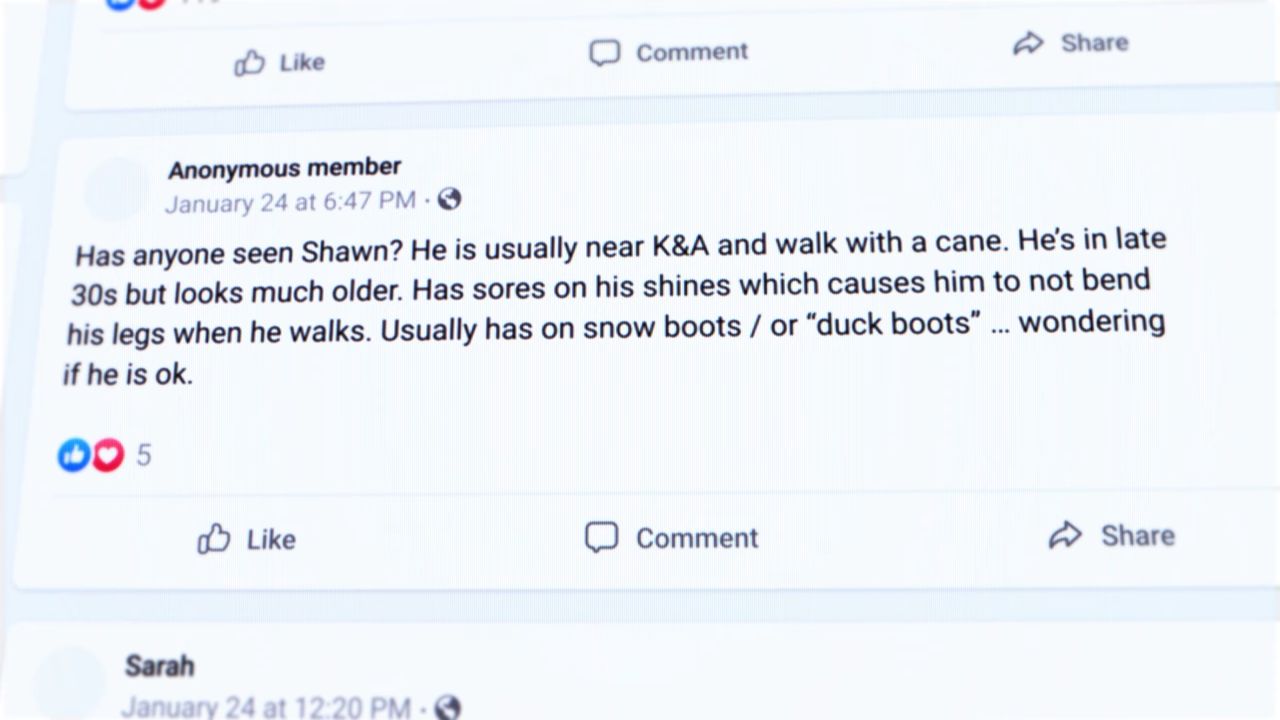 Like Comment Share
Anonymous member
January 24 at 6:47 PM ·
Has anyone seen Shawn? He is usually near K&A and walk with a cane. He's in late
30s but looks much older. Has sores on his shines which causes him to not bend
his legs when he walks. Usually has on snow boots / or “duck boots” ... wondering
if he is ok.
5
Like Comment Share
Sarah
January 24 at 12:20 PM ·